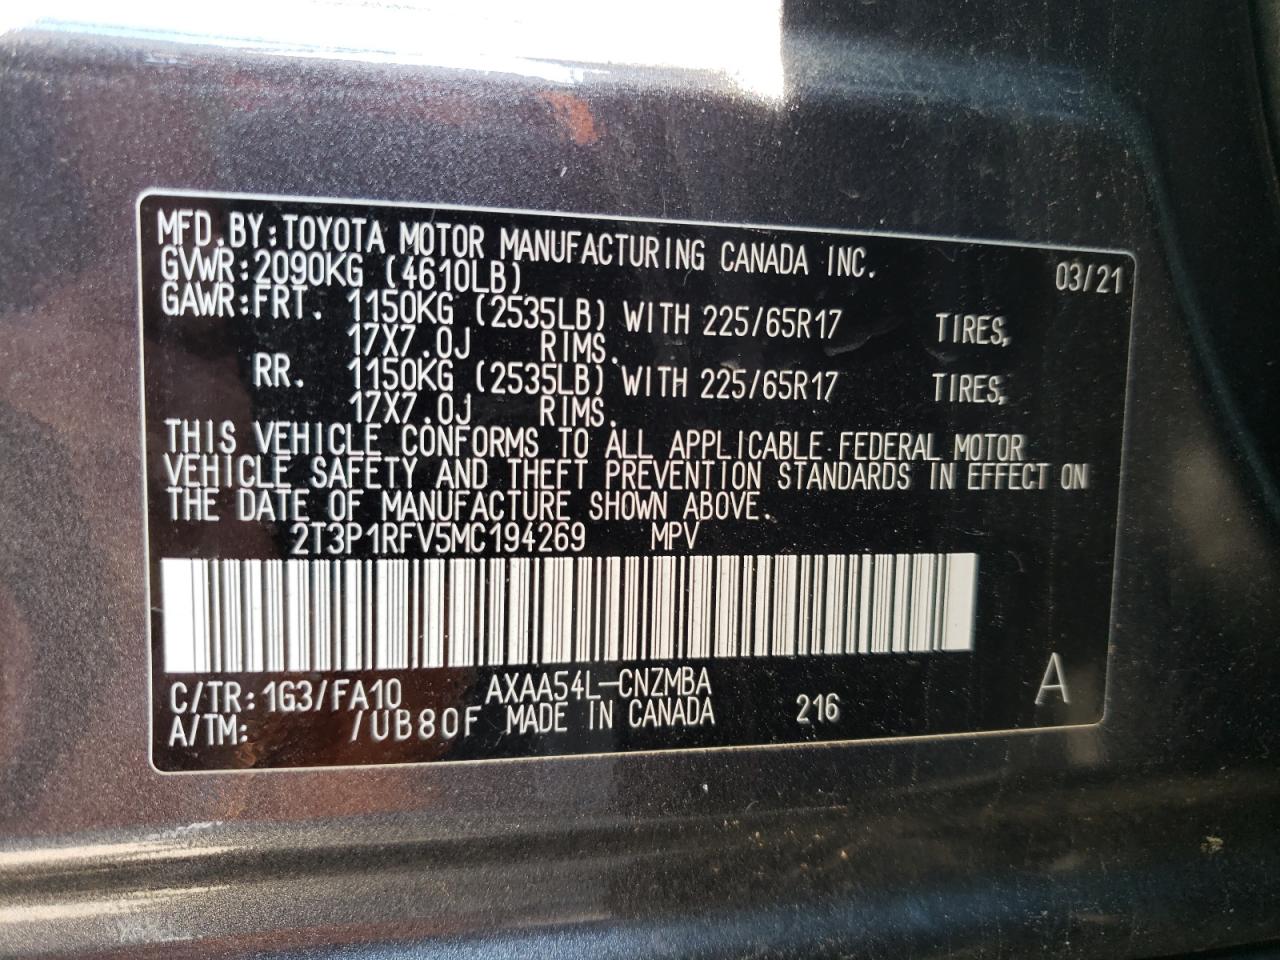 MFD.BY:TOYOTA MOTOR MANUFACTURING CANADA INC.
GVWR:2090KG (4610LB) 03/21
GAWR:FRT. 1150KG (2535LB) WITH 225/65R17 TIRES,
17X7.0J RIMS.
RR. 1150KG (2535LB) WITH 225/65R17 TIRES,
17X7.0J RIMS.
THIS VEHICLE CONFORMS TO ALL APPLICABLE FEDERAL MOTOR
VEHICLE SAFETY AND THEFT PREVENTION STANDARDS IN EFFECT ON
THE DATE OF MANUFACTURE SHOWN ABOVE.
2T3P1RFV5MC194269 MPV
C/TR:1G3/FA10 AXAA54L-CNZMBA A
A/TM: /UB80F MADE IN CANADA 216